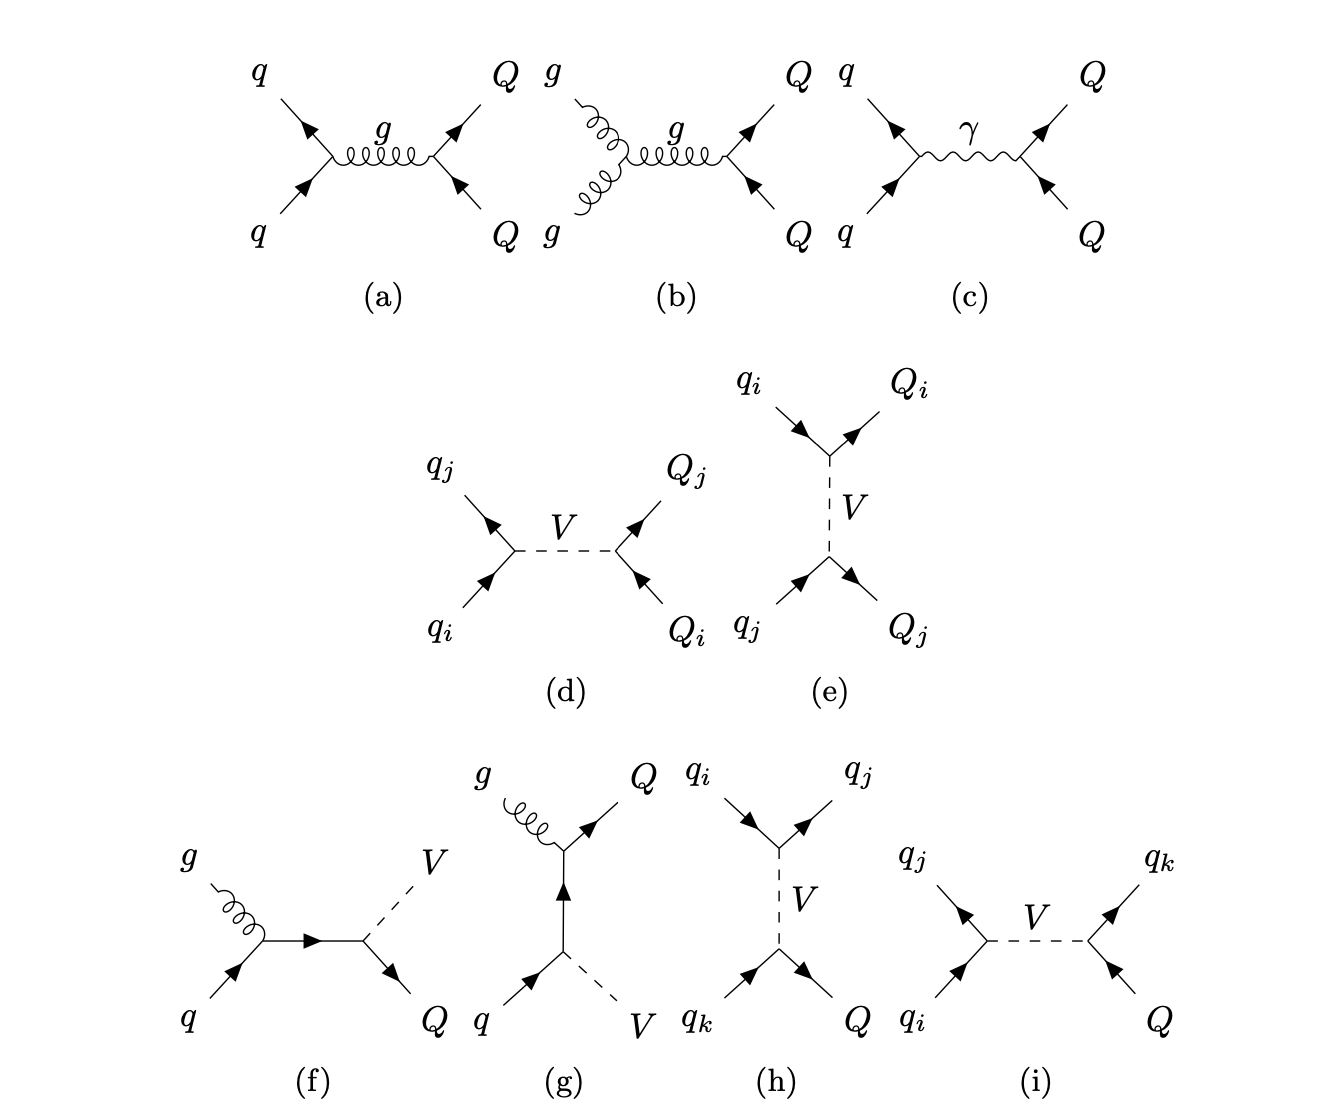 q Q g Q q Q
g g γ
q Q g Q q Q
(a) (b) (c)
q_i Q_i
q_j Q_j
V V
q_i Q_i q_j Q_j
(d) (e)
g Q q_i q_j
g V q_j q_k
V V
q Q q V q_k Q q_i Q
(f) (g) (h) (i)